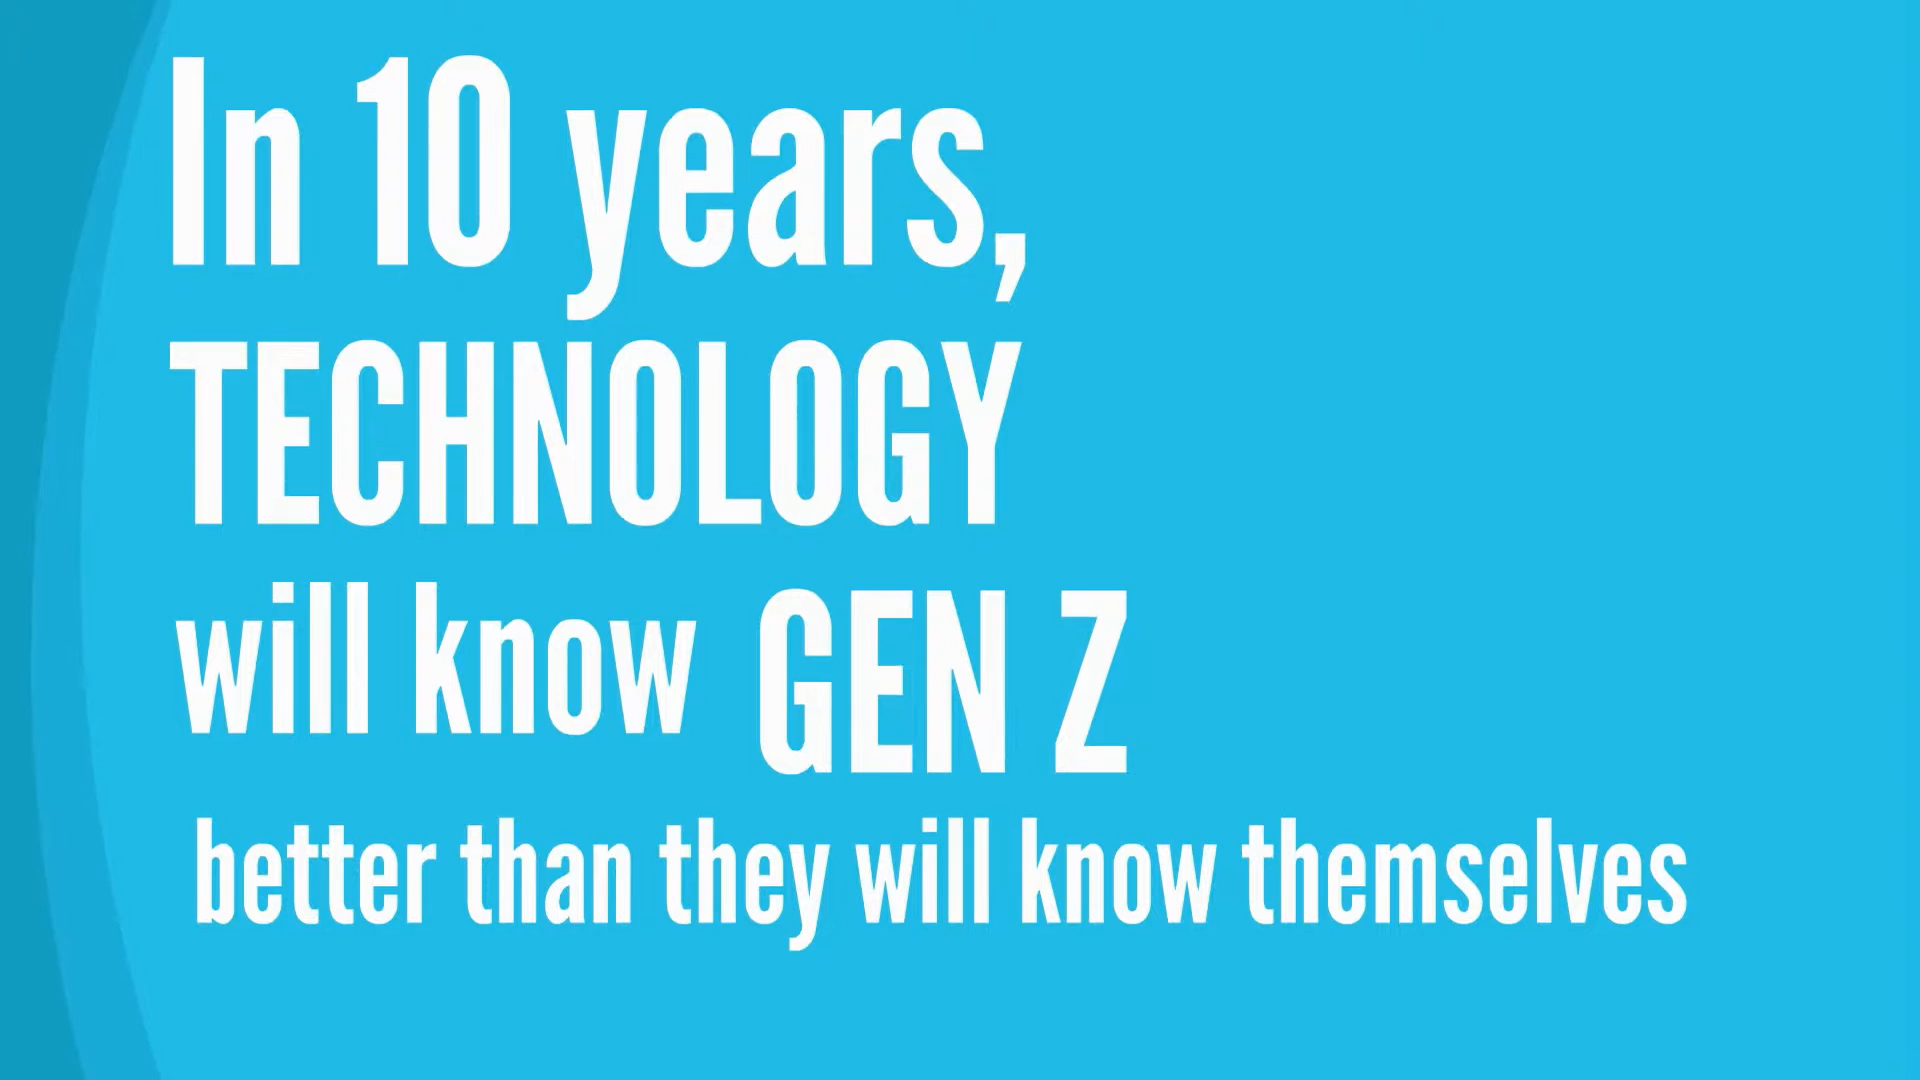 In 10 years,
TECHNOLOGY
will know GEN Z
better than they will know themselves